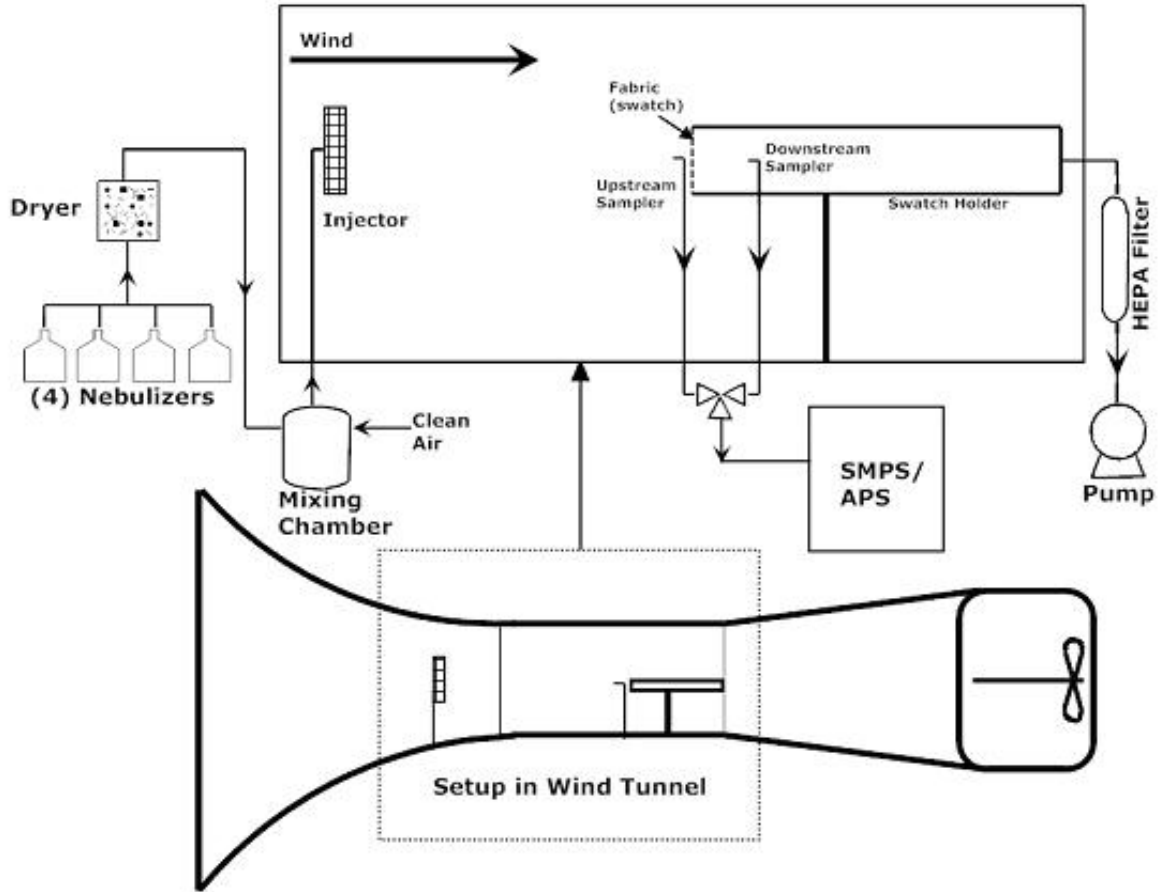 Wind
Fabric
(swatch)
Downstream
Sampler
Upstream
Sampler
Swatch Holder
Injector
Dryer
HEPA Filter
(4) Nebulizers
Clean
Air
Mixing
Chamber
SMPS/
APS
Pump
Setup in Wind Tunnel